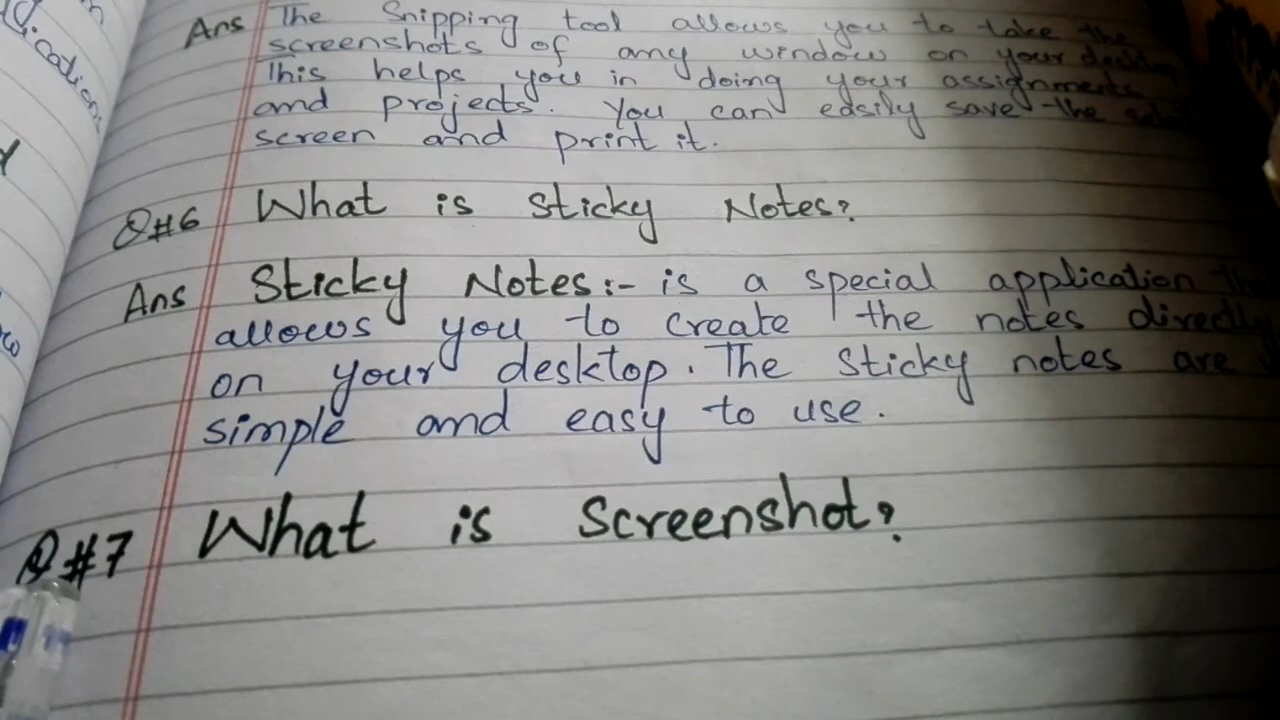 Ans The Snipping tool allows you to take the
screenshots of any window on your
This helps you in doing your assignments
and projects. You can easily save the
screen and print it.
Q#6 What is Sticky Notes?
Ans Sticky Notes:- is a special application
allows you to create the notes directly
on your desktop. The Sticky notes are
simple and easy to use.
Q#7 What is Screenshot?